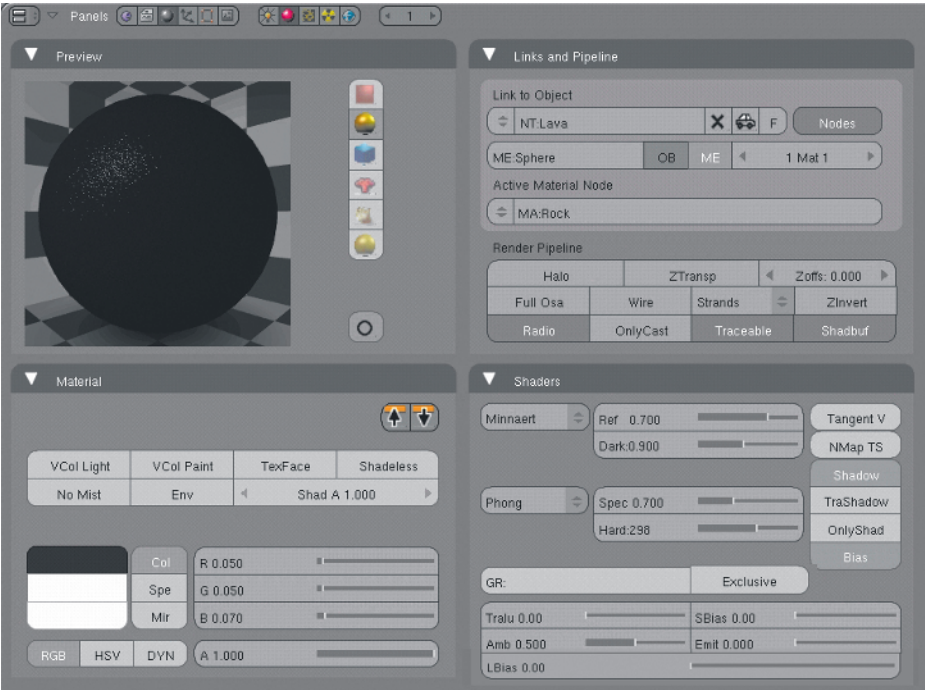 Panels 1
Preview
Links and Pipeline
Link to Object
NT:Lava F Nodes
ME:Sphere OB ME 1 Mat 1
Active Material Node
MA:Rock
Render Pipeline
Halo ZTransp Zoffs: 0.000
Full Osa Wire Strands ZInvert
Radio OnlyCast Traceable Shadbuf
Material
VCol Light VCol Paint TexFace Shadeless
No Mist Env Shad A 1.000
Col R 0.050
Spe G 0.050
Mir B 0.070
RGB HSV DYN A 1.000
Shaders
Minnaert Ref 0.700 Tangent V
Dark:0.900 NMap TS
Shadow
Phong Spec 0.700 TraShadow
Hard:298 OnlyShad
Bias
GR: Exclusive
Tralu 0.00 SBias 0.00
Amb 0.500 Emit 0.000
LBias 0.00